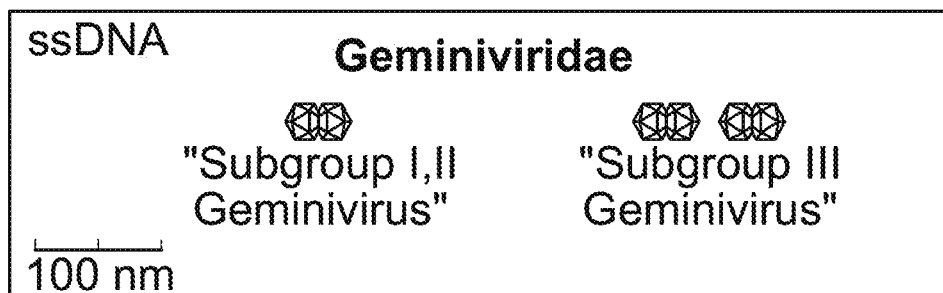 ssDNA
Geminiviridae
"Subgroup I,II
Geminivirus"
"Subgroup III
Geminivirus"
100 nm